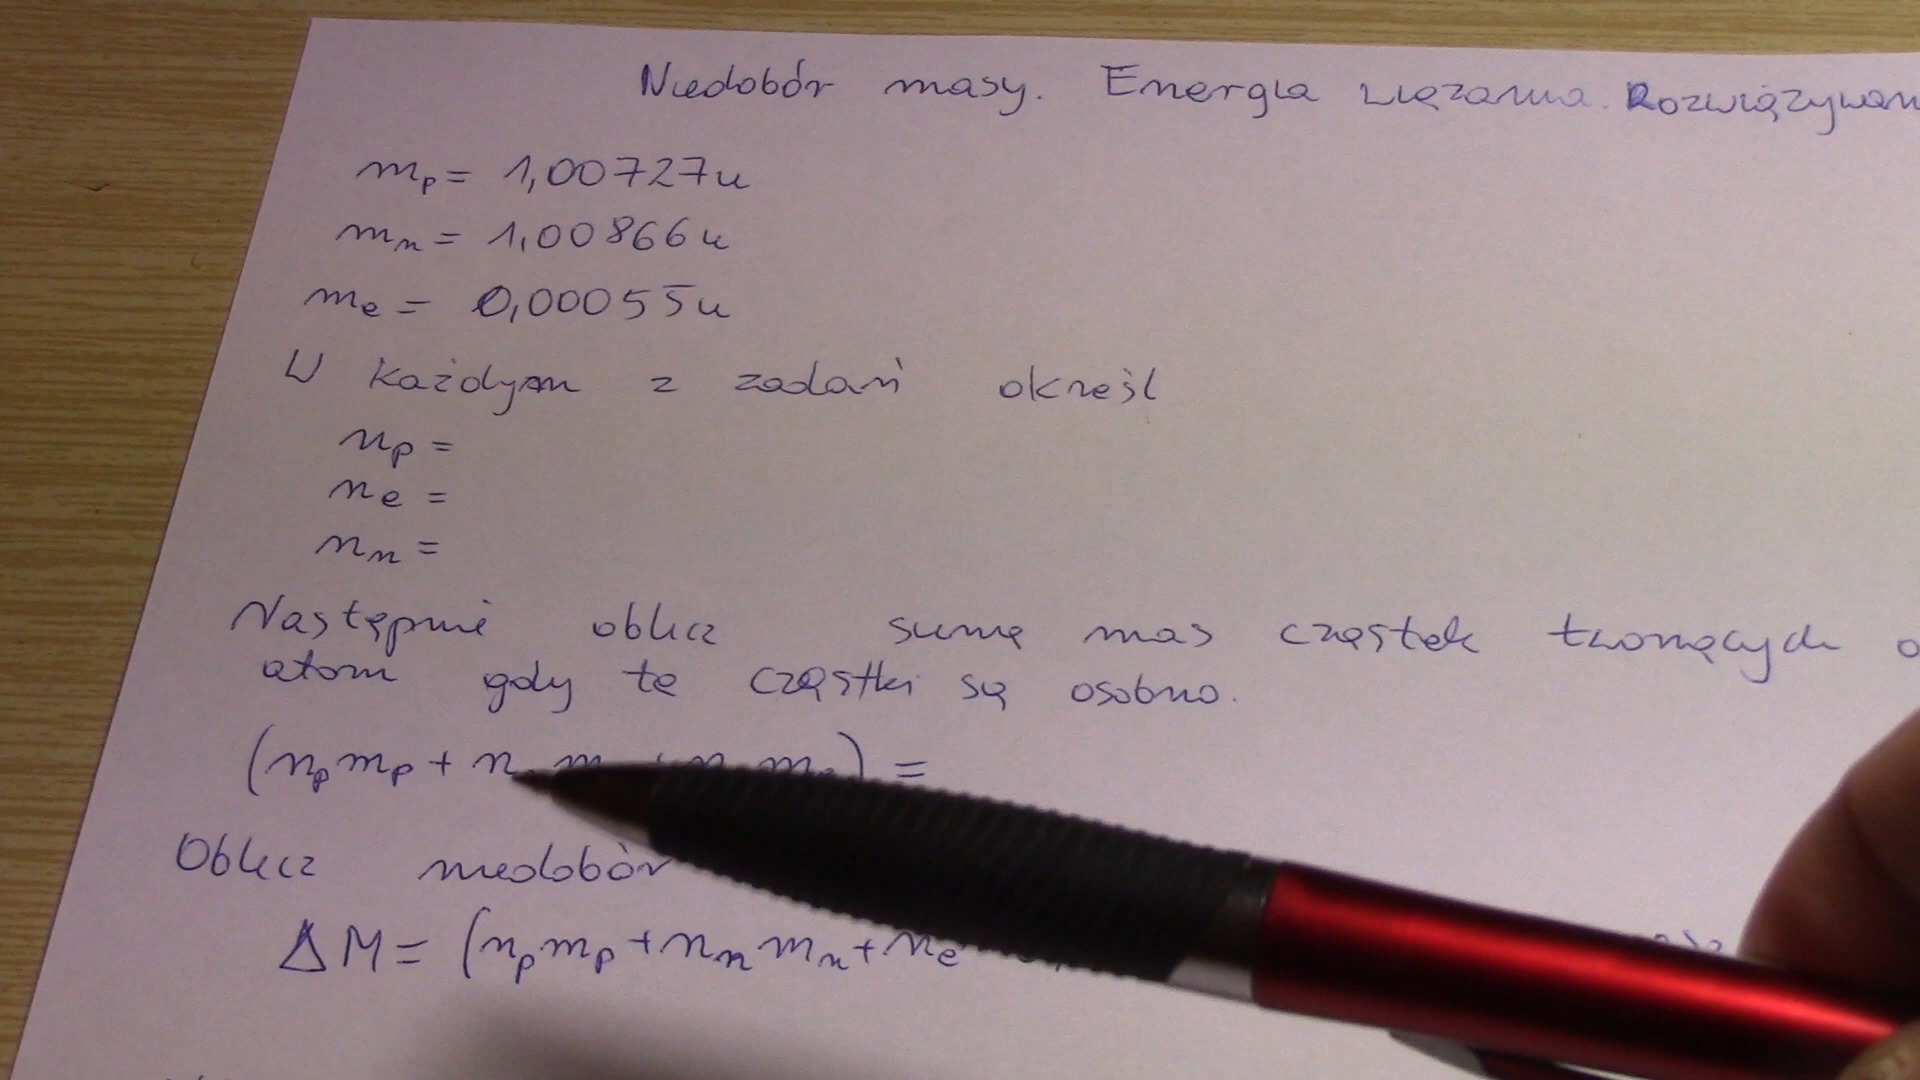 Niedobór masy. Energia wiązania. Rozwiązywan
mp = 1,00727u
mn = 1,00866u
me = 0,00055u
W każdym z zadań określ
np =
ne =
nn =
Następnie oblicz sumę mas cząstek tworzących
atom gdy te cząstki są osobno.
(npmp + n m + n m ) =
Oblicz niedobór
ΔM = (npmp + nnmn + ne